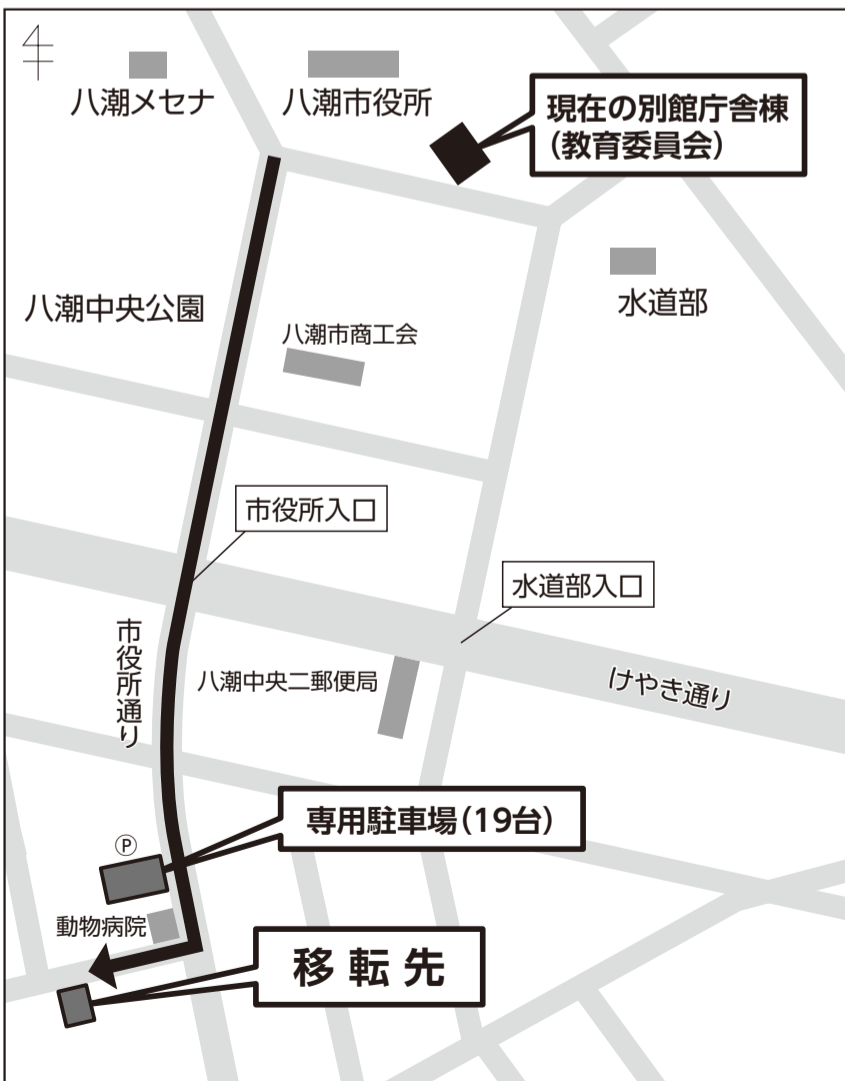 八潮メセナ
八潮市役所
現在の別館庁舎棟
(教育委員会)
八潮中央公園
水道部
八潮市商工会
市役所入口
水道部入口
市役所通り
八潮中央二郵便局
けやき通り
専用駐車場(19台)
Ⓟ
動物病院
移転先